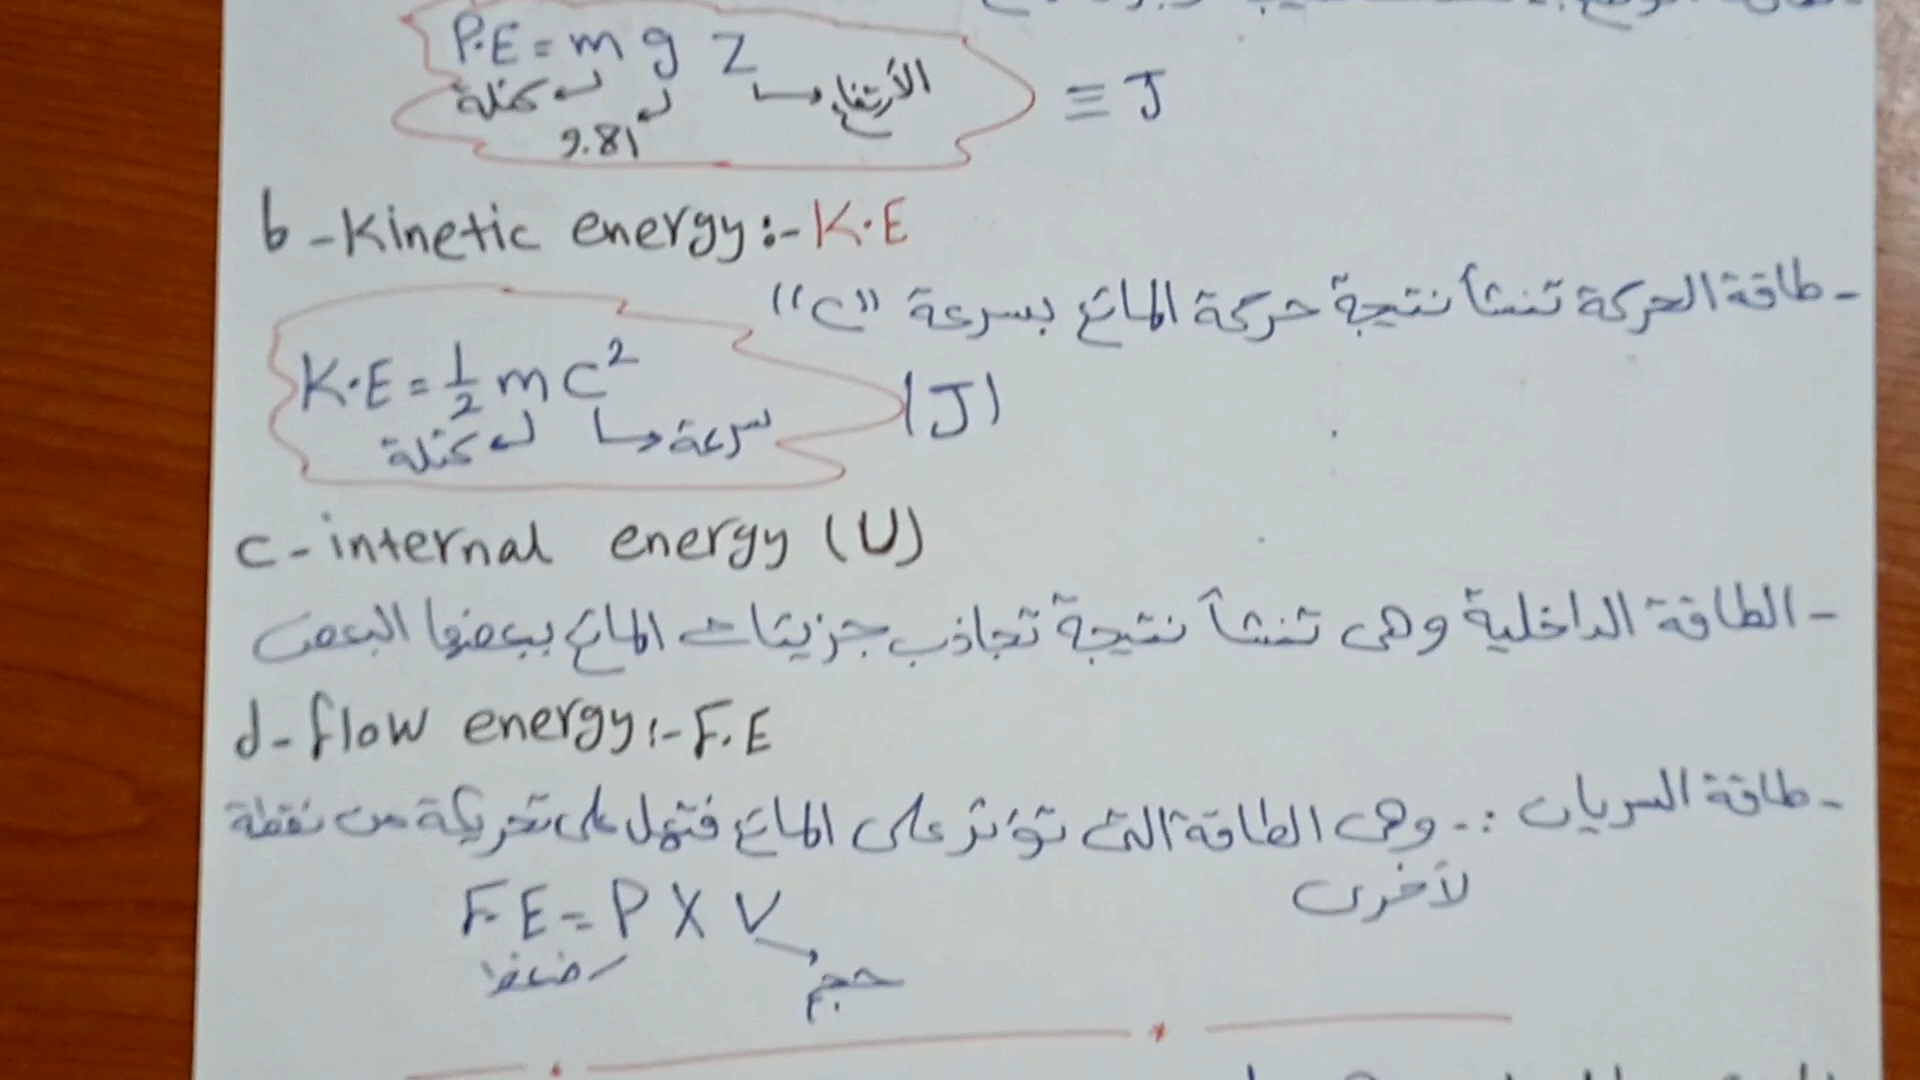 P.E = m g Z ≡ J
كتلة
9.81
الأرتفاع
b - Kinetic energy :- K.E
- طاقة الحركة تنشأ نتيجة حركة المائع بسرعة "C"
K.E = 1/2 m c² (J)
كتلة
سرعة
c - internal energy (U)
- الطاقة الداخلية وهى تنشأ نتيجة تجاذب جزيئات المائع ببعضها البعض
d - flow energy :- F.E
- طاقة السريان :- وهى الطاقة التى تؤثر على المائع فتعمل على تحريكة من نقطة
لأخرى
F.E = P X V
ضغط
حجم